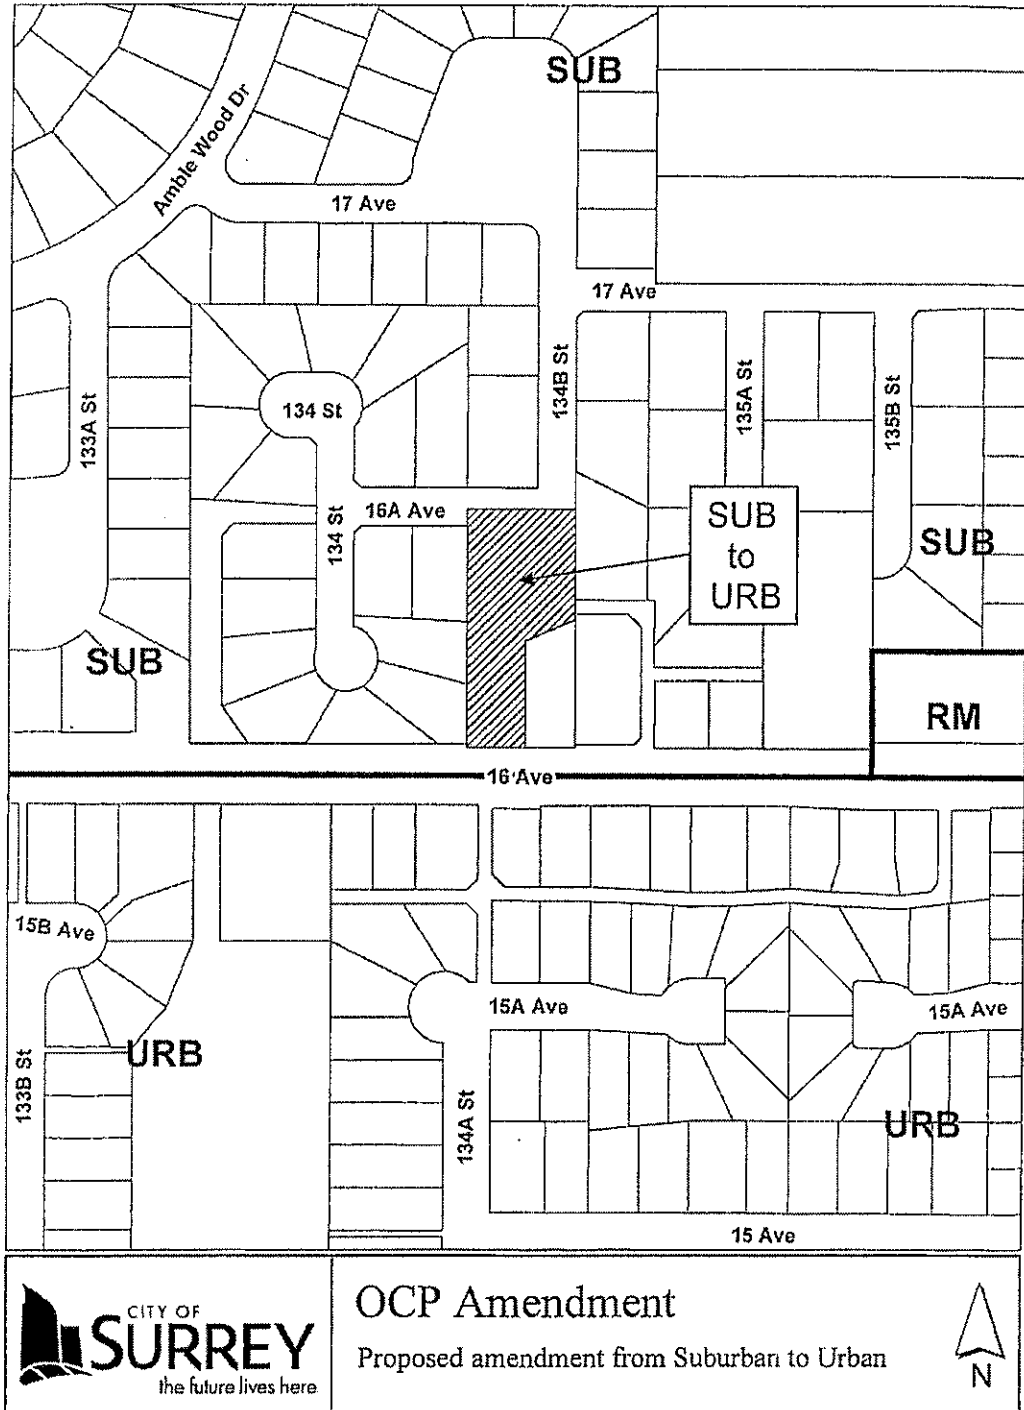 SUB
Amble Wood Dr
17 Ave
17 Ave
134B St
135A St
135B St
133A St
134 St
16A Ave
134 St
SUB
to
URB
SUB
SUB
RM
16 Ave
15B Ave
15A Ave
15A Ave
URB
133B St
134A St
URB
15 Ave
CITY OF
SURREY
the future lives here
OCP Amendment
Proposed amendment from Suburban to Urban
N